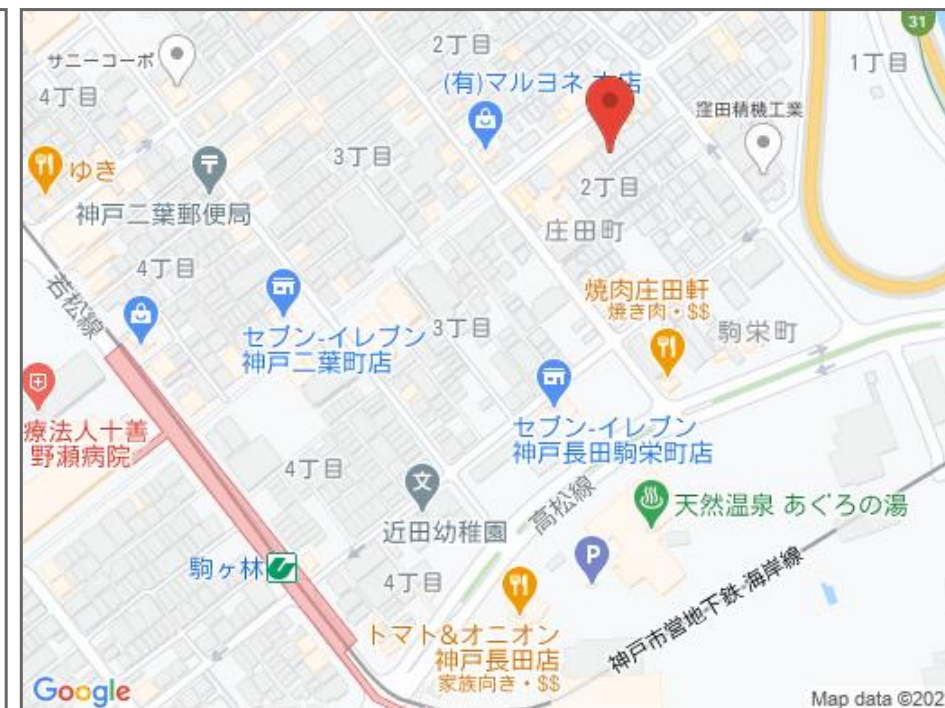 31
2丁目
1丁目
サニーコーポ
4丁目
(有)マルヨネ 本店
窪田精機工業
3丁目
ゆき
神戸二葉郵便局
2丁目
庄田町
4丁目
若松線
焼肉庄田軒
焼き肉・$$
駒栄町
セブン-イレブン
神戸二葉町店
3丁目
療法人十善
野瀬病院
セブン-イレブン
神戸長田駒栄町店
4丁目
近田幼稚園
高松線
天然温泉 あぐろの湯
駒ヶ林
4丁目
P
トマト&オニオン
神戸長田店
家族向き・$$
神戸市営地下鉄海岸線
Google
Map data ©202